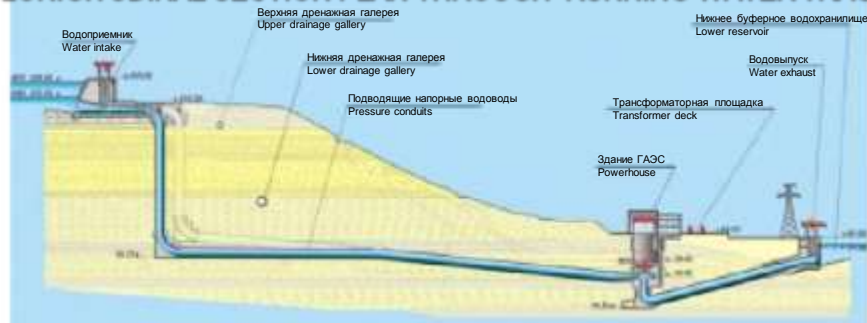 Верхняя дренажная галерея
Upper drainage gallery
Нижнее буферное водохранилище
Lower reservoir
Водоприемник
Water intake
Нижняя дренажная галерея
Lower drainage gallery
Водовыпуск
Water exhaust
Подводящие напорные водоводы
Pressure conduits
Трансформаторная площадка
Transformer deck
Здание ГАЭС
Powerhouse